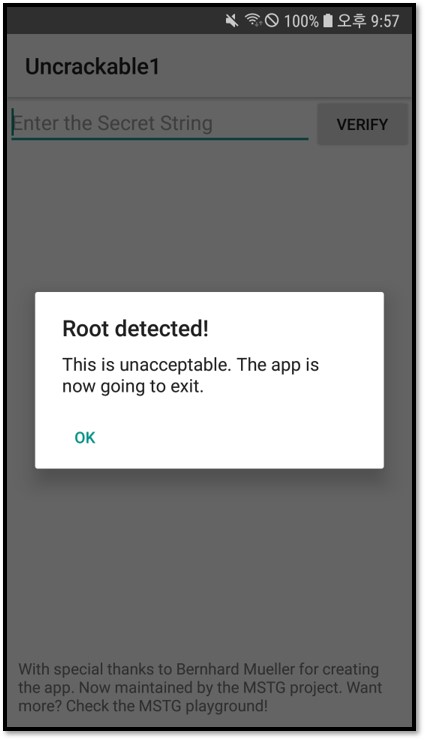 100% 오후 9:57
Uncrackable1
Enter the Secret String
VERIFY
Root detected!
This is unacceptable. The app is
now going to exit.
OK
With special thanks to Bernhard Mueller for creating
the app. Now maintained by the MSTG project. Want
more? Check the MSTG playground!